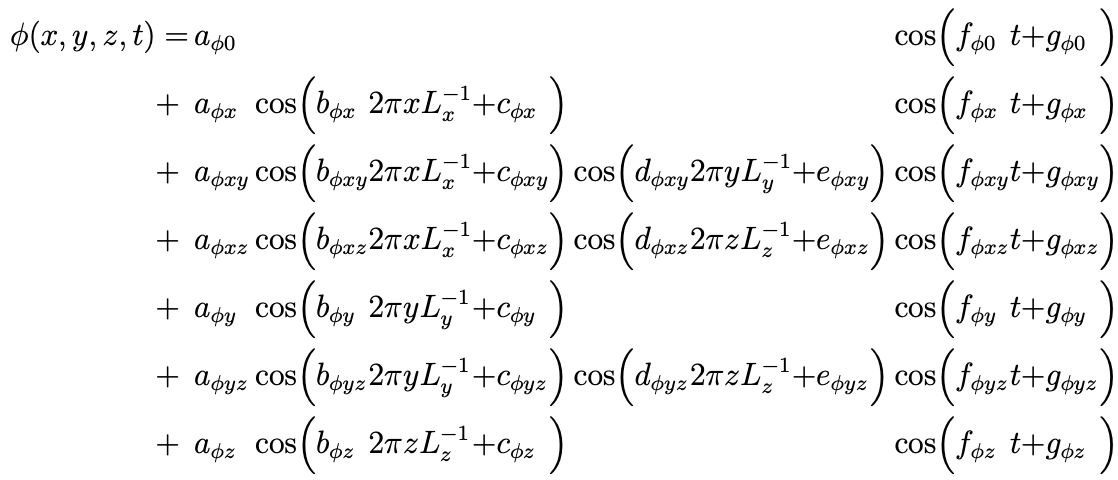 ϕ(x, y, z, t) = a_{ϕ0} cos(f_{ϕ0} t+g_{ϕ0})
+ a_{ϕx} cos(b_{ϕx} 2πxL_x^{−1}+c_{ϕx}) cos(f_{ϕx} t+g_{ϕx})
+ a_{ϕxy} cos(b_{ϕxy}2πxL_x^{−1}+c_{ϕxy}) cos(d_{ϕxy}2πyL_y^{−1}+e_{ϕxy}) cos(f_{ϕxy}t+g_{ϕxy})
+ a_{ϕxz} cos(b_{ϕxz}2πxL_x^{−1}+c_{ϕxz}) cos(d_{ϕxz}2πzL_z^{−1}+e_{ϕxz}) cos(f_{ϕxz}t+g_{ϕxz})
+ a_{ϕy} cos(b_{ϕy} 2πyL_y^{−1}+c_{ϕy}) cos(f_{ϕy} t+g_{ϕy})
+ a_{ϕyz} cos(b_{ϕyz}2πyL_y^{−1}+c_{ϕyz}) cos(d_{ϕyz}2πzL_z^{−1}+e_{ϕyz}) cos(f_{ϕyz}t+g_{ϕyz})
+ a_{ϕz} cos(b_{ϕz} 2πzL_z^{−1}+c_{ϕz}) cos(f_{ϕz} t+g_{ϕz})